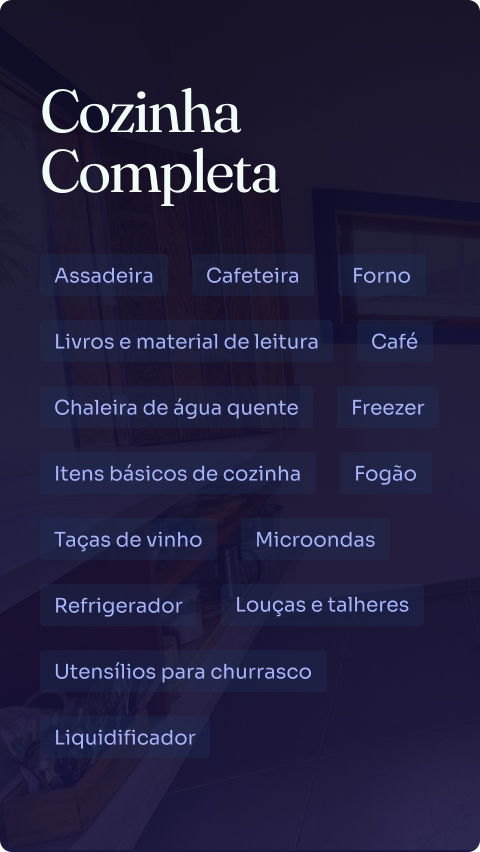 Cozinha
Completa
Assadeira Cafeteira Forno
Livros e material de leitura Café
Chaleira de água quente Freezer
Itens básicos de cozinha Fogão
Taças de vinho Microondas
Refrigerador Louças e talheres
Utensílios para churrasco
Liquidificador